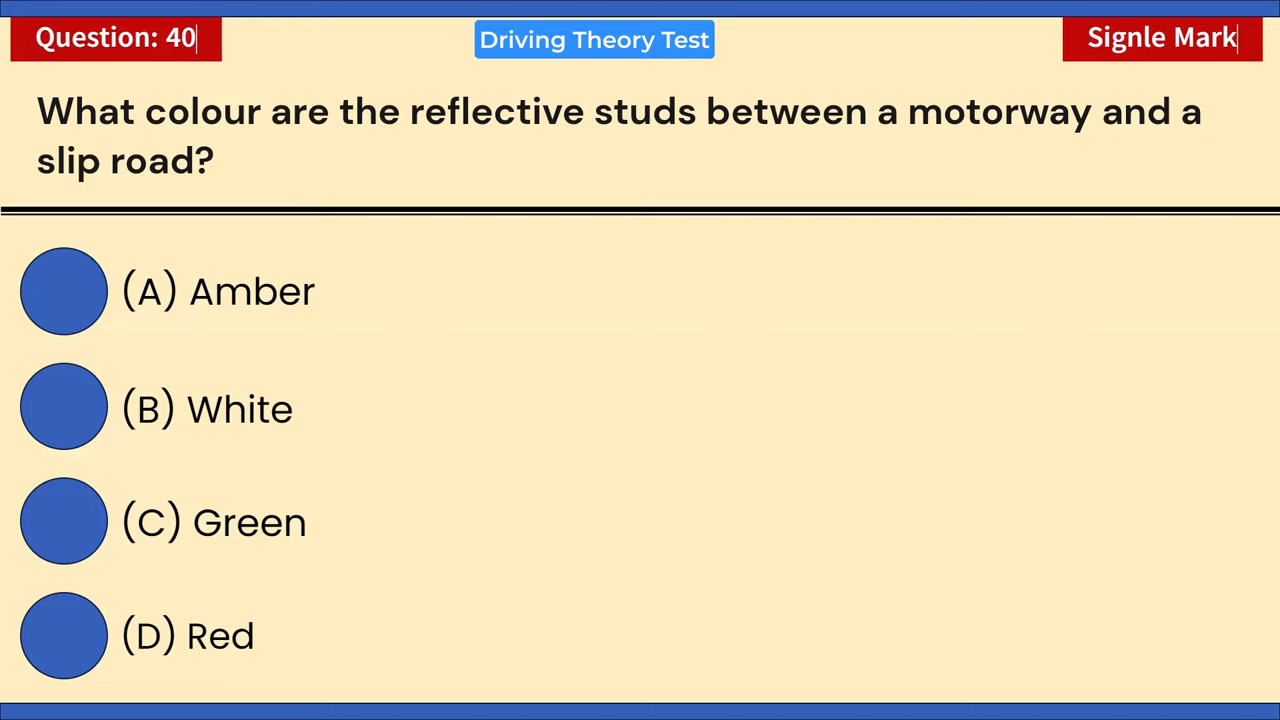 Question: 40
Driving Theory Test
Signle Mark
What colour are the reflective studs between a motorway and a
slip road?
(A) Amber
(B) White
(C) Green
(D) Red